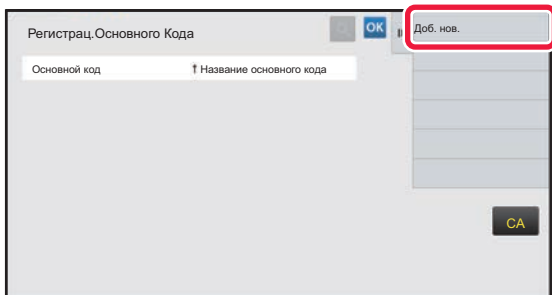 Регистрац.Основного Кода
OK
Доб. нов.
Основной код
↑ Название основного кода
CA